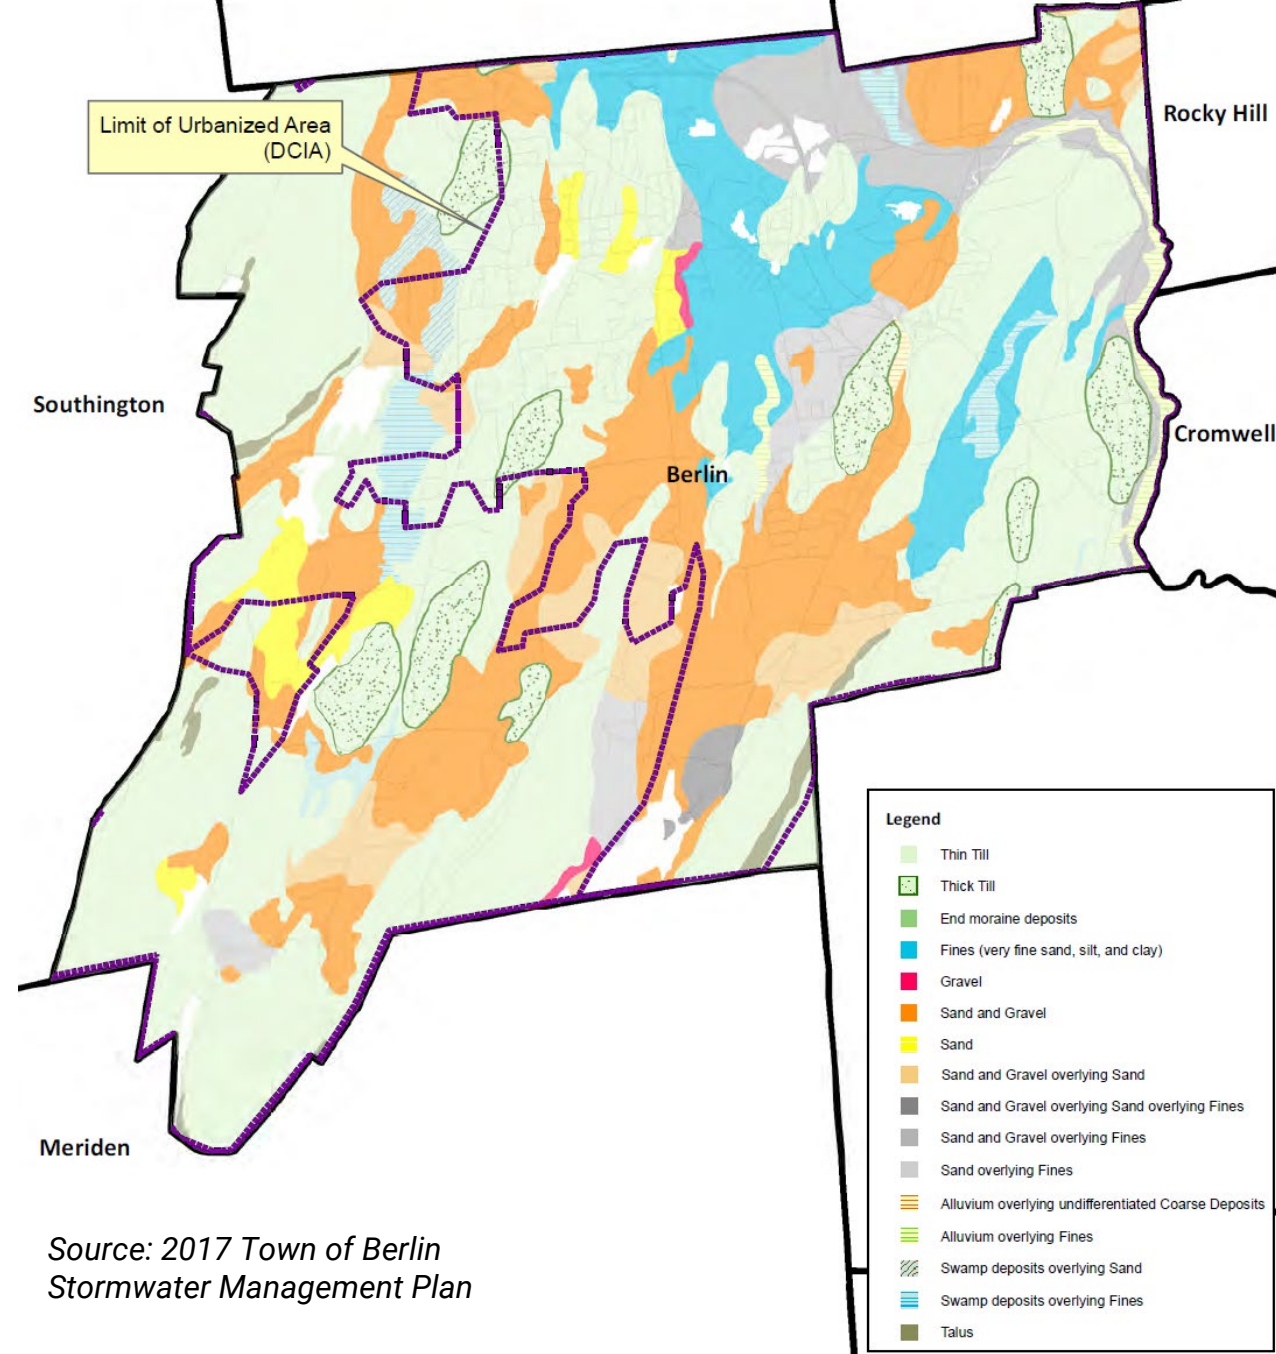 Limit of Urbanized Area
(DCIA)
Rocky Hill
Southington
Cromwell
Berlin
Meriden
Legend
Thin Till
Thick Till
End moraine deposits
Fines (very fine sand, silt, and clay)
Gravel
Sand and Gravel
Sand
Sand and Gravel overlying Sand
Sand and Gravel overlying Sand overlying Fines
Sand and Gravel overlying Fines
Sand overlying Fines
Alluvium overlying undifferentiated Coarse Deposits
Alluvium overlying Fines
Swamp deposits overlying Sand
Swamp deposits overlying Fines
Talus
Source: 2017 Town of Berlin
Stormwater Management Plan